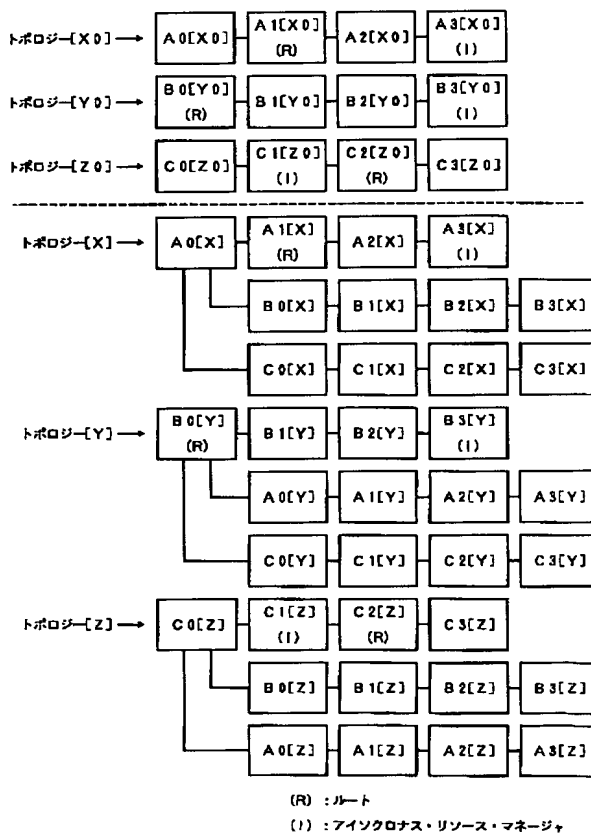 トポロジー[X0] → A0[X0] A1[X0] A2[X0] A3[X0]
(R) (I)
トポロジー[Y0] → B0[Y0] B1[Y0] B2[Y0] B3[Y0]
(R) (I)
トポロジー[Z0] → C0[Z0] C1[Z0] C2[Z0] C3[Z0]
(I) (R)
トポロジー[X] → A0[X] A1[X] A2[X] A3[X]
(R) (I)
B0[X] B1[X] B2[X] B3[X]
C0[X] C1[X] C2[X] C3[X]
トポロジー[Y] → B0[Y] B1[Y] B2[Y] B3[Y]
(R) (I)
A0[Y] A1[Y] A2[Y] A3[Y]
C0[Y] C1[Y] C2[Y] C3[Y]
トポロジー[Z] → C0[Z] C1[Z] C2[Z] C3[Z]
(I) (R)
B0[Z] B1[Z] B2[Z] B3[Z]
A0[Z] A1[Z] A2[Z] A3[Z]
(R) :ルート
(I) :アイソクロナス・リソース・マネージャ